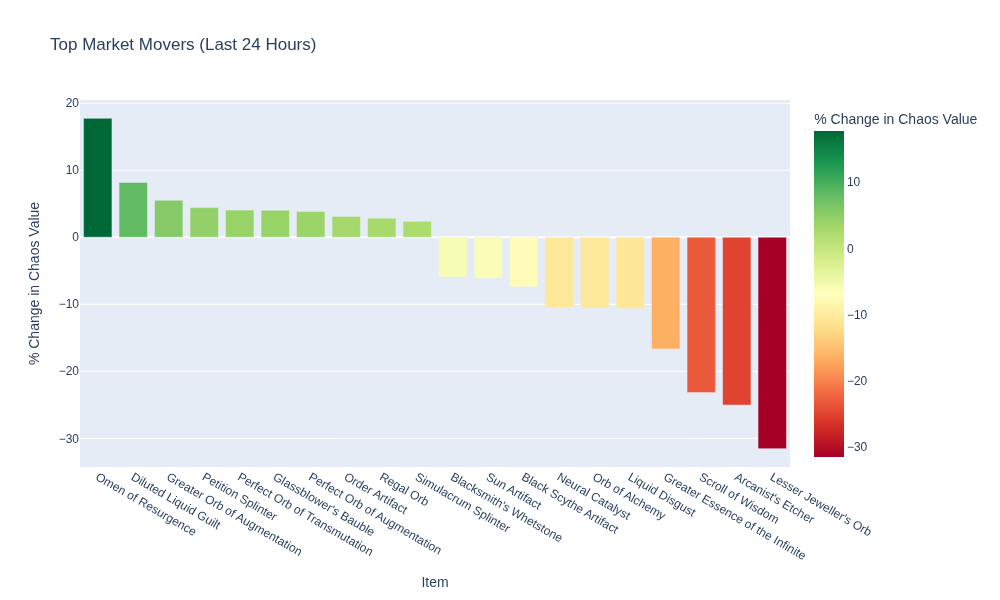 Top Market Movers (Last 24 Hours)
% Change in Chaos Value
20
10
0
−10
−20
−30
% Change in Chaos Value
10
0
−10
−20
−30
Omen of Resurgence
Diluted Liquid Guilt
Greater Orb of Augmentation
Petition Splinter
Perfect Orb of Transmutation
Glassblower's Bauble
Perfect Orb of Augmentation
Order Artifact
Regal Orb
Simulacrum Splinter
Blacksmith's Whetstone
Sun Artifact
Black Scythe Artifact
Neural Catalyst
Orb of Alchemy
Liquid Disgust
Greater Essence of the Infinite
Scroll of Wisdom
Arcanist's Etcher
Lesser Jeweller's Orb
Item